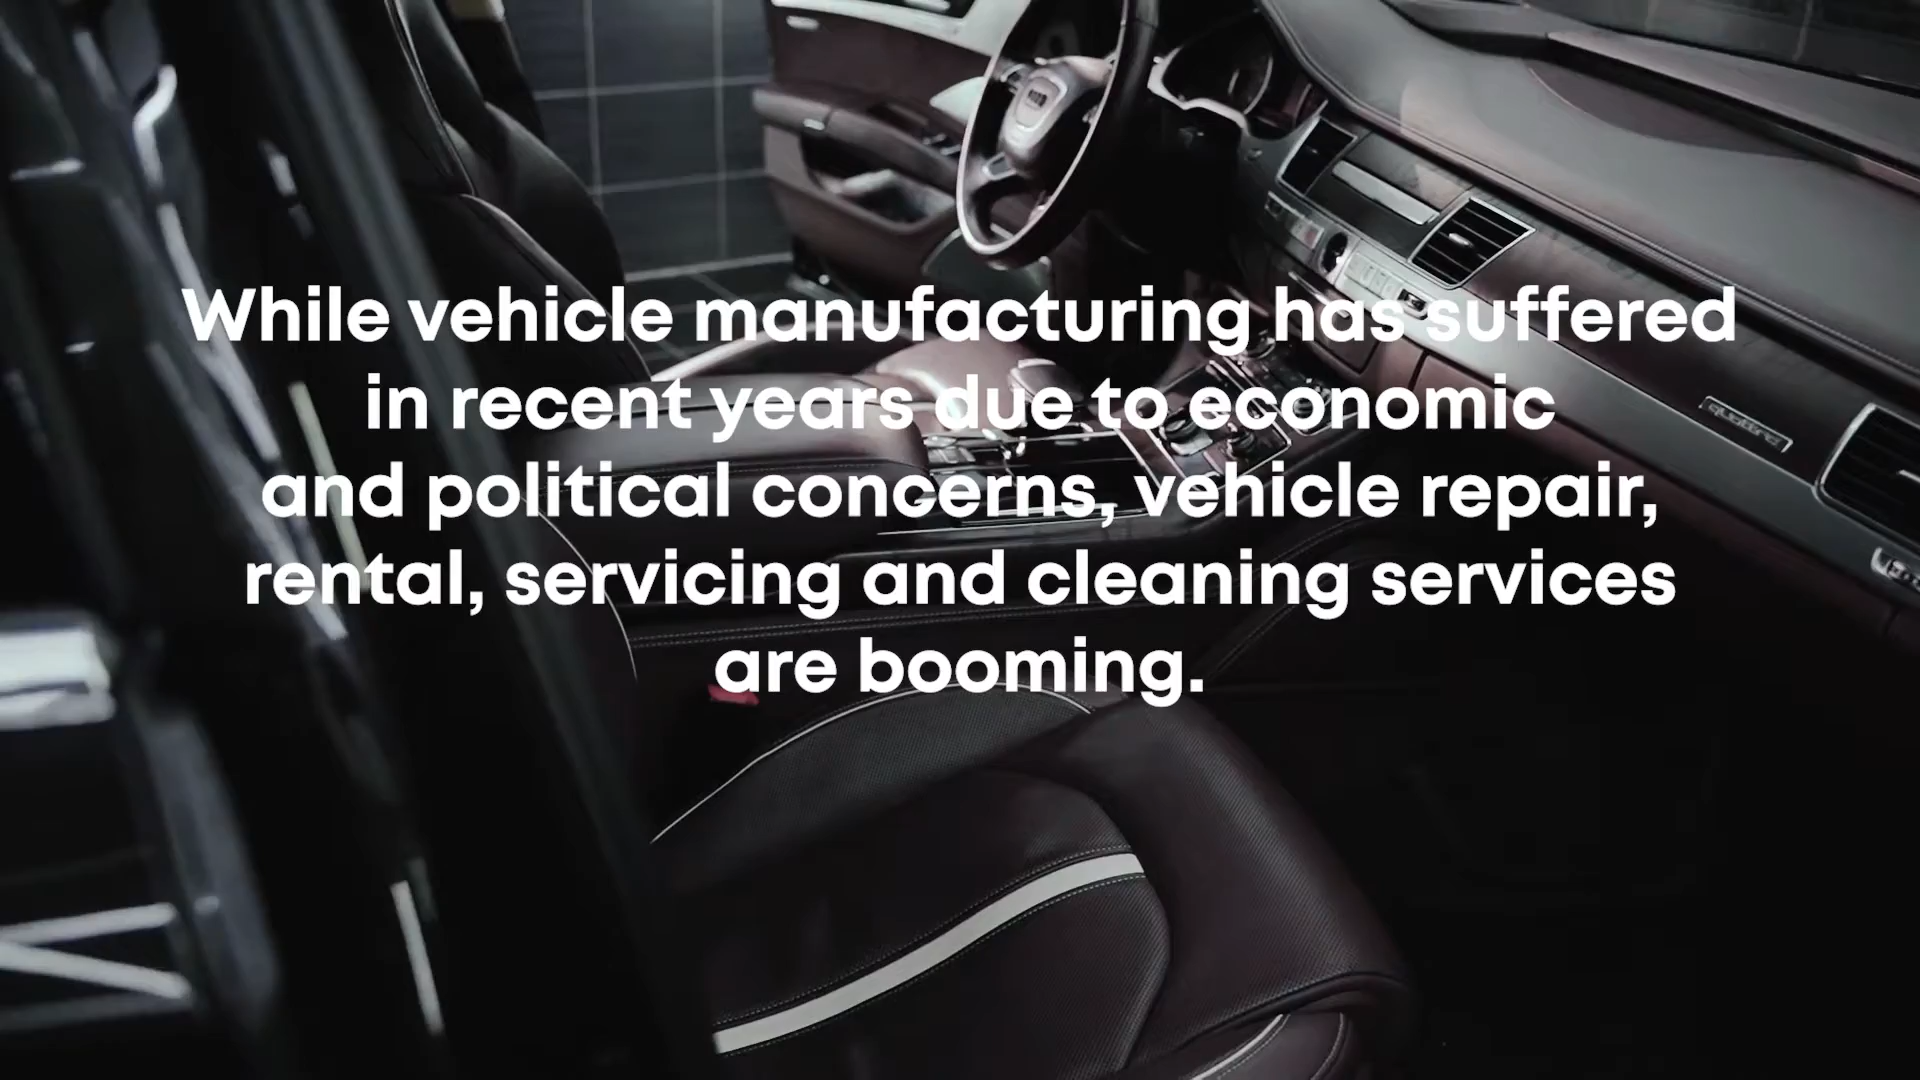 While vehicle manufacturing has suffered
in recent years due to economic
and political concerns, vehicle repair,
rental, servicing and cleaning services
are booming.
quattro